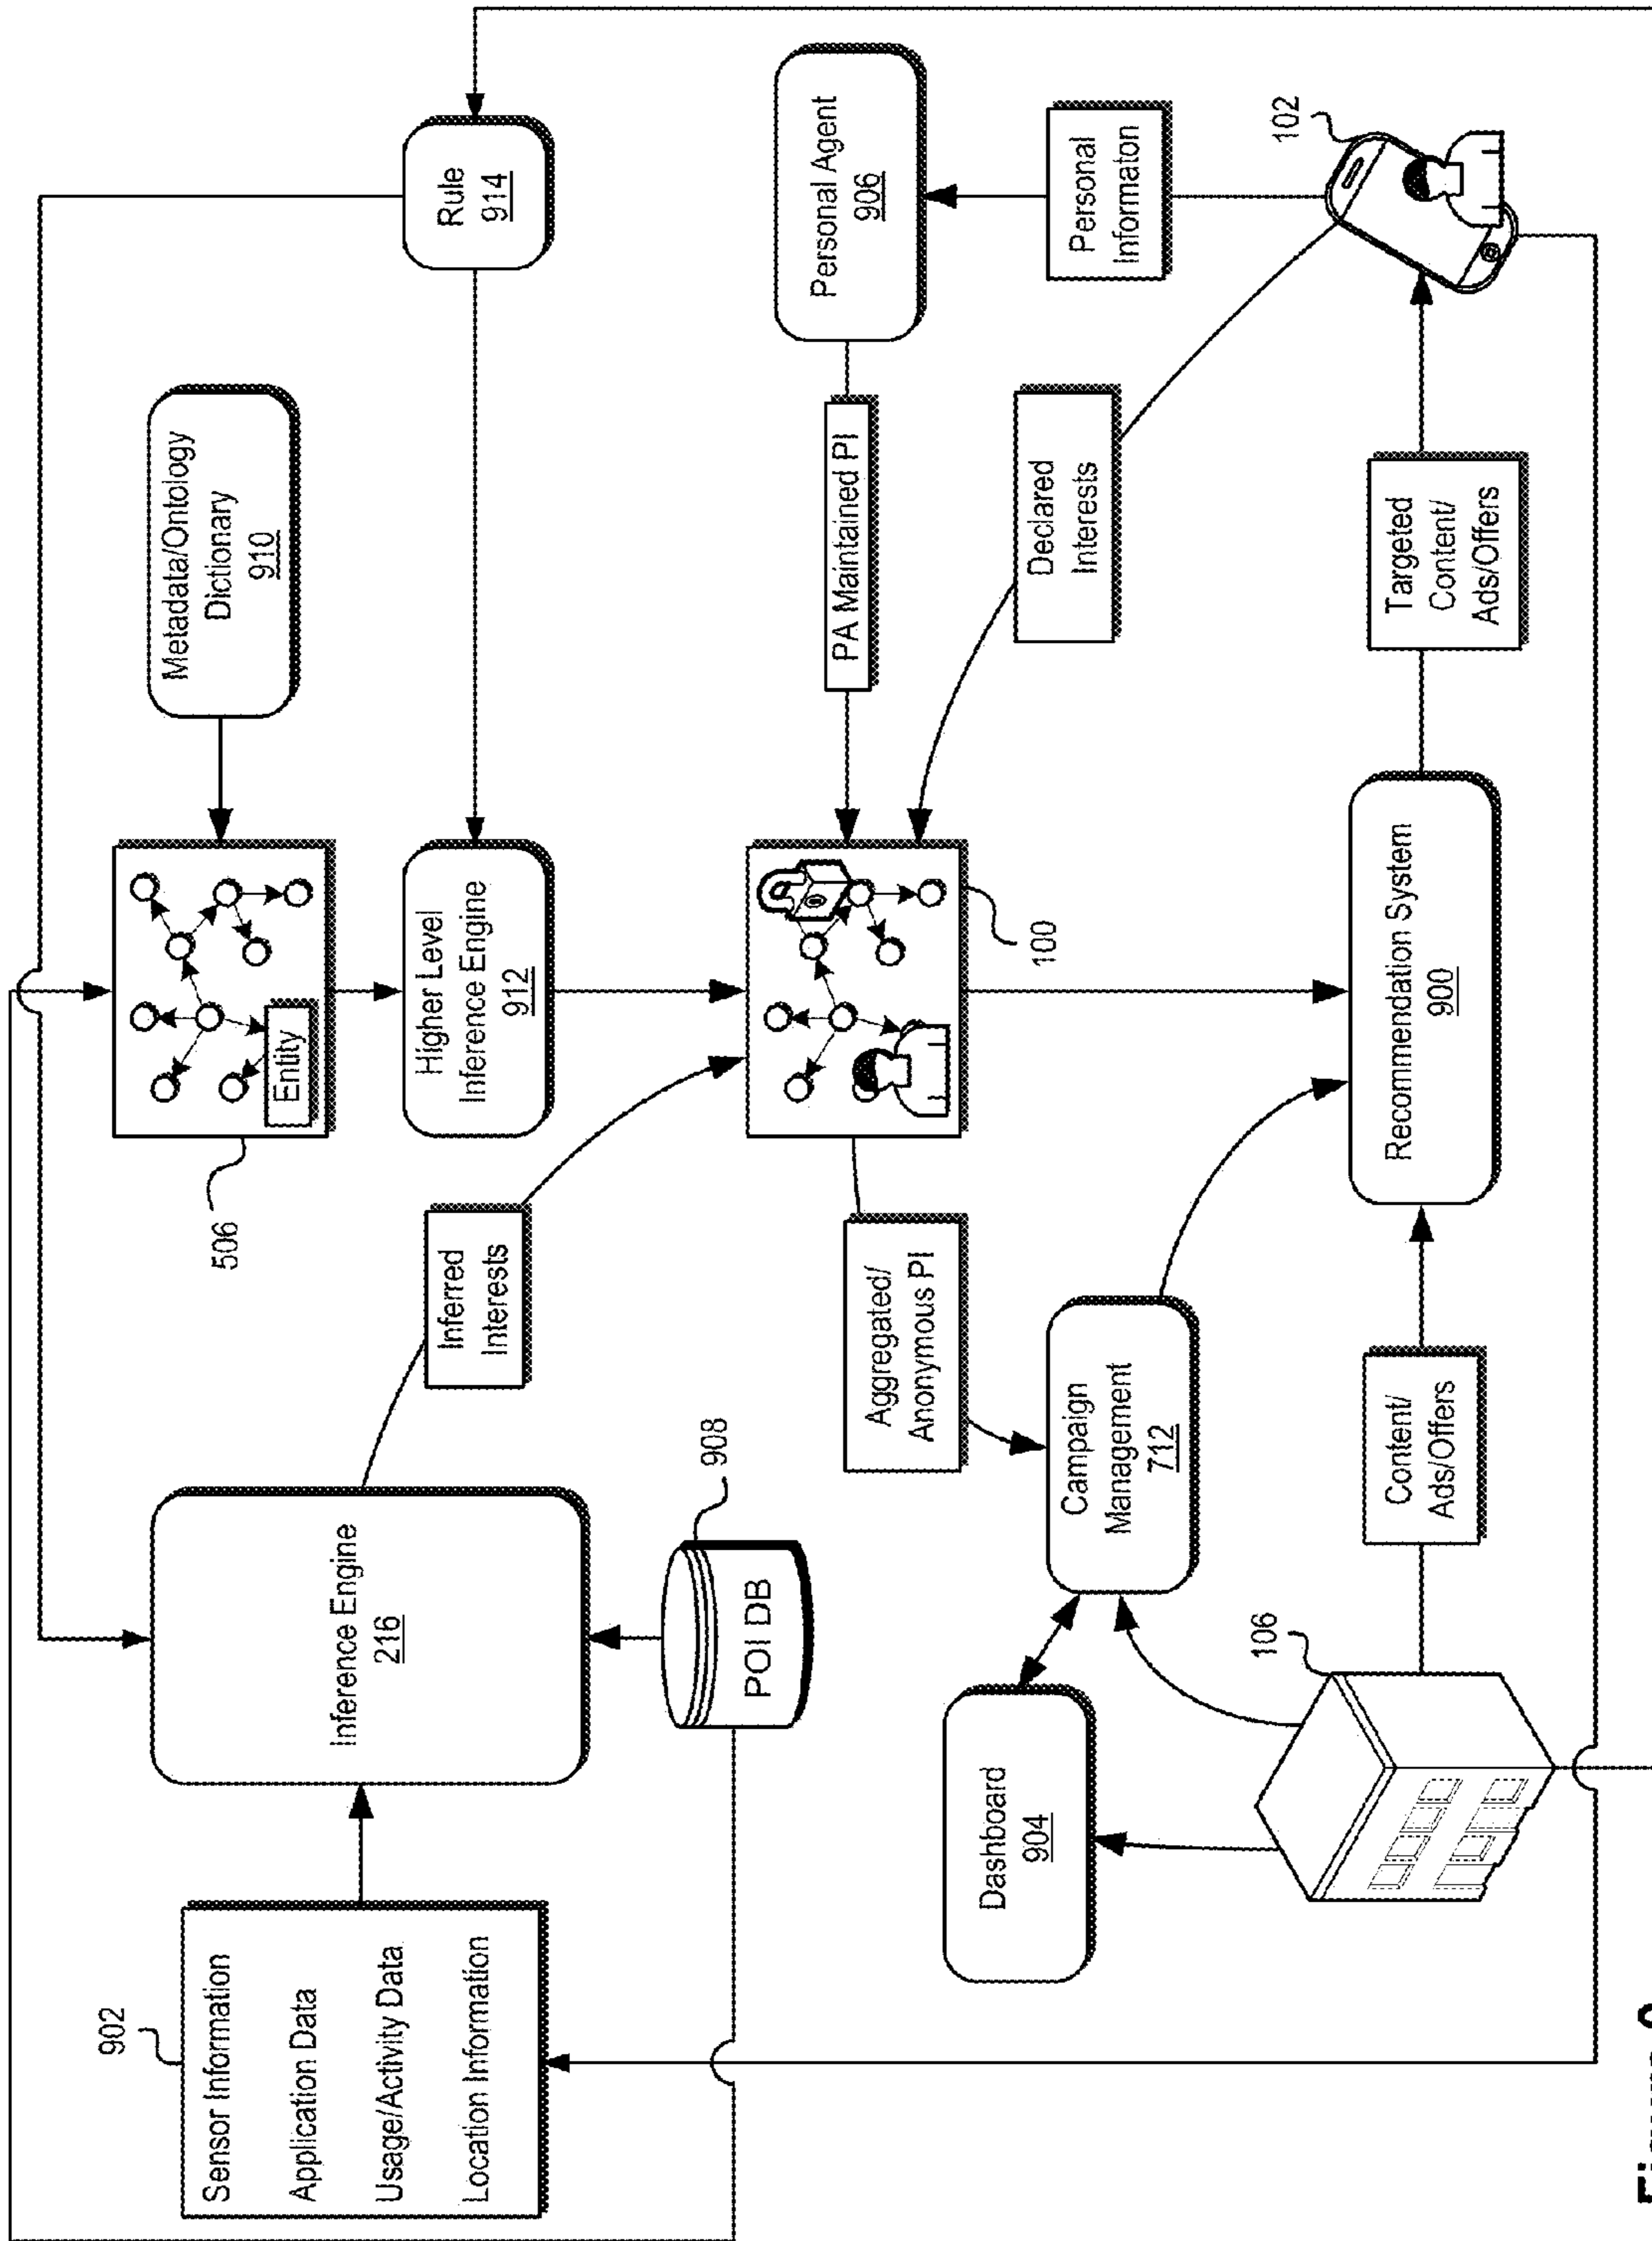 902
Sensor Information
Application Data
Usage/Activity Data
Location Information
Inference Engine
216
506
Entity
Metadata/Ontology
Dictionary
910
Inferred
Interests
Higher Level
Inference Engine
912
Rule
914
908
POI DB
Aggregated/
Anonymous PI
100
PA Maintained PI
Personal Agent
906
Dashboard
904
Campaign
Management
712
Declared
Interests
Personal
Informaton
106
102
Content/
Ads/Offers
Recommendation System
900
Targeted
Content/
Ads/Offers